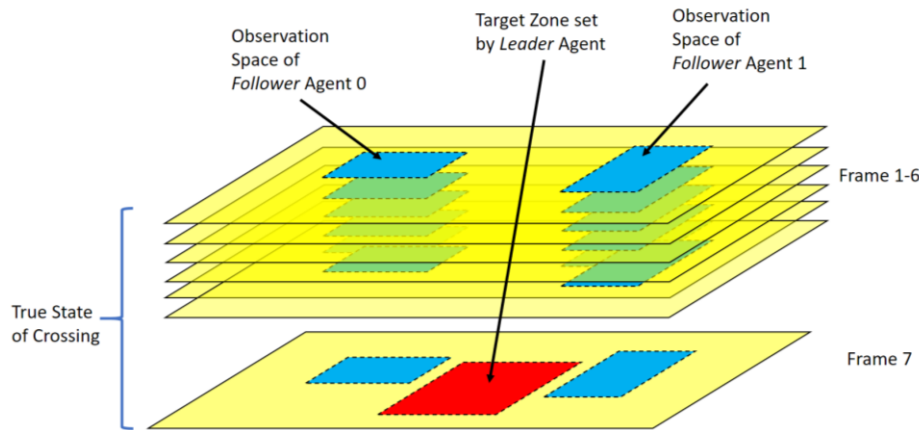 Observation
Space of
Follower Agent 0
Target Zone set
by Leader Agent
Observation
Space of
Follower Agent 1
Frame 1-6
True State
of Crossing
Frame 7